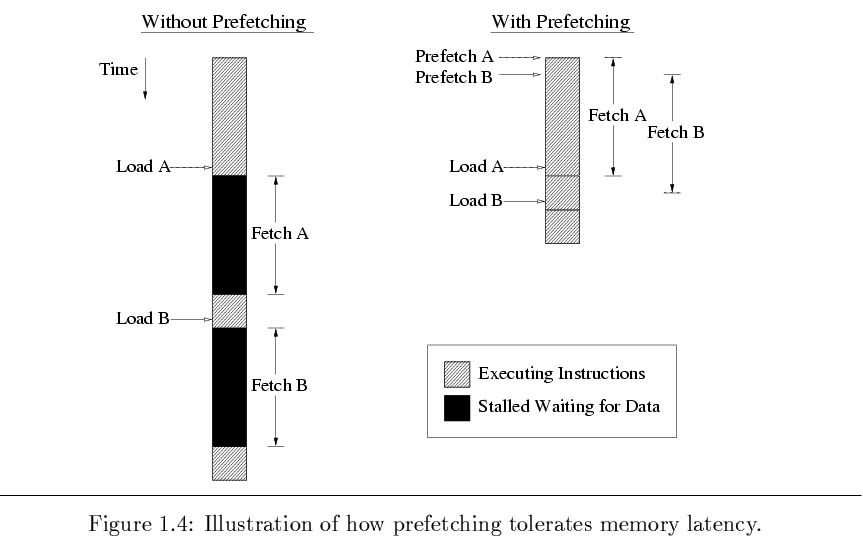 Without Prefetching
With Prefetching
Time
Load A
Fetch A
Load B
Fetch B
Prefetch A
Prefetch B
Fetch A
Fetch B
Load A
Load B
Executing Instructions
Stalled Waiting for Data
Figure 1.4: Illustration of how prefetching tolerates memory latency.